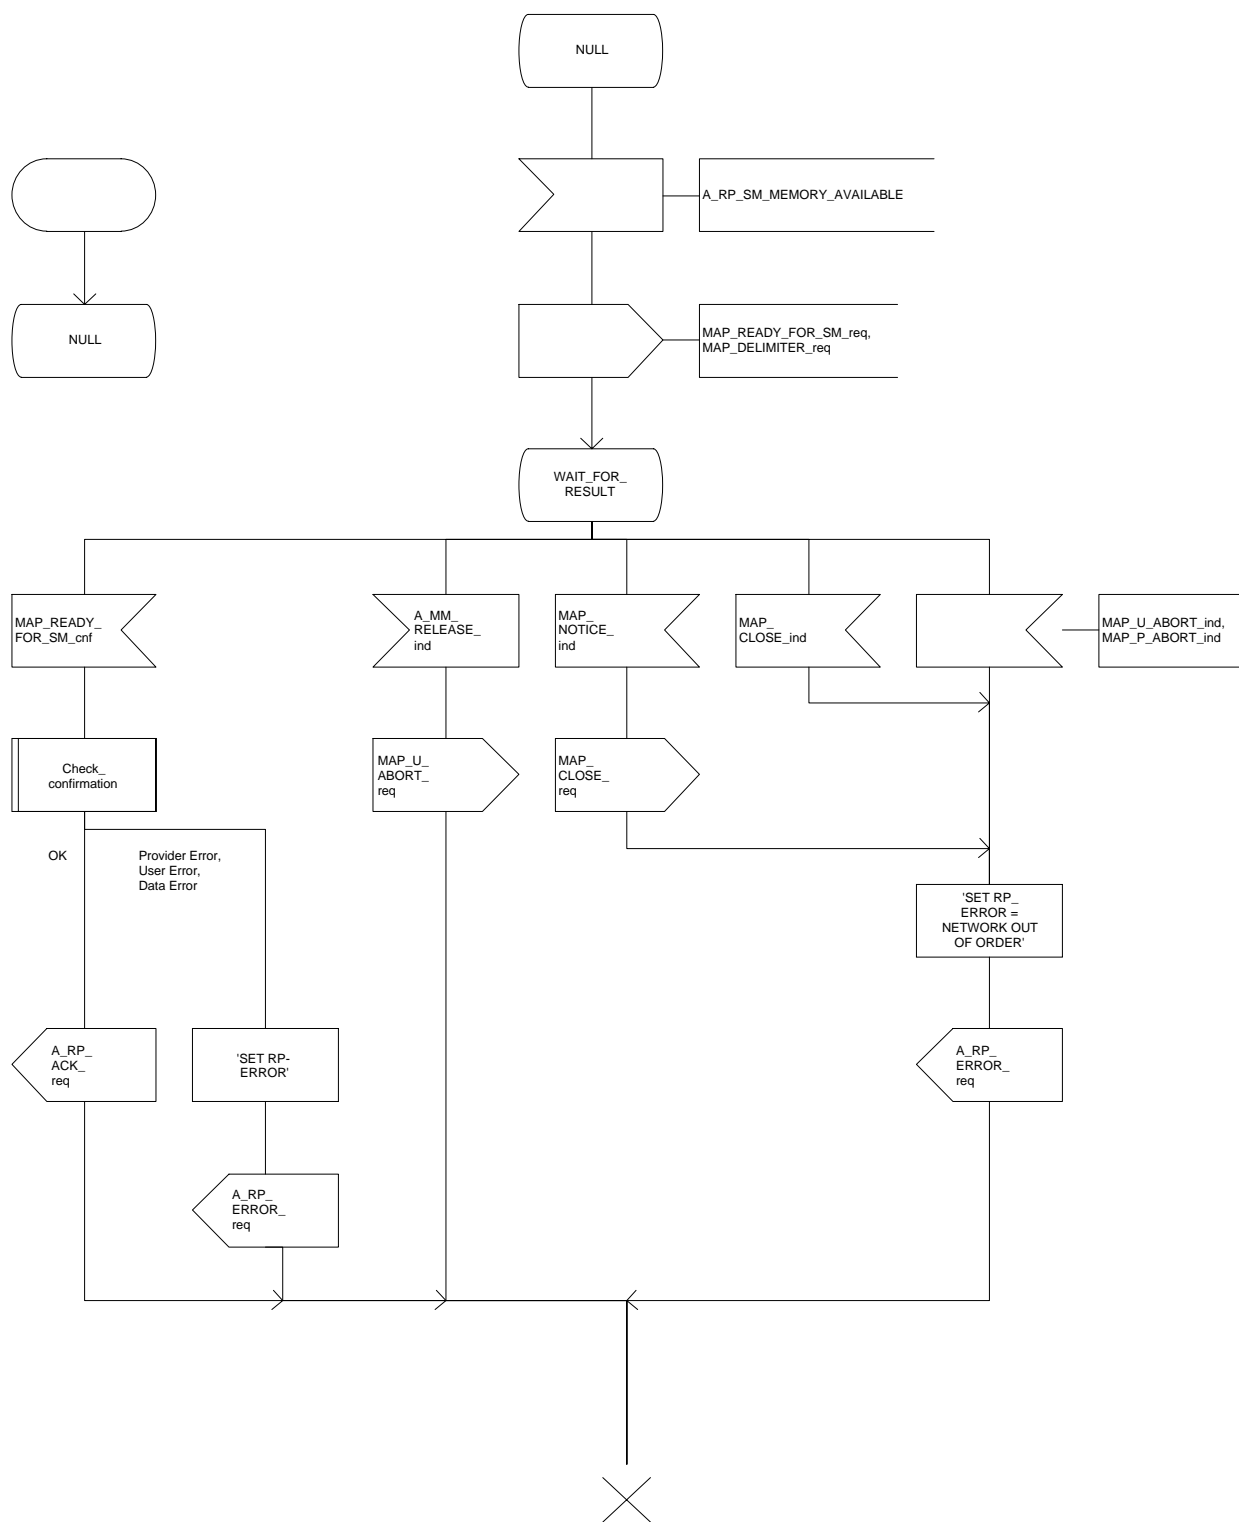 NULL
A_RP_SM_MEMORY_AVAILABLE
NULL
MAP_READY_FOR_SM_req,
MAP_DELIMITER_req
WAIT_FOR_
RESULT
MAP_READY_
FOR_SM_cnf
A_MM_
RELEASE_
ind
MAP_
NOTICE_
ind
MAP_
CLOSE_ind
MAP_U_ABORT_ind,
MAP_P_ABORT_ind
Check_
confirmation
MAP_U_
ABORT_
req
MAP_
CLOSE_
req
OK
Provider Error,
User Error,
Data Error
'SET RP_
ERROR =
NETWORK OUT
OF ORDER'
A_RP_
ACK_
req
'SET RP-
ERROR'
A_RP_
ERROR_
req
A_RP_
ERROR_
req